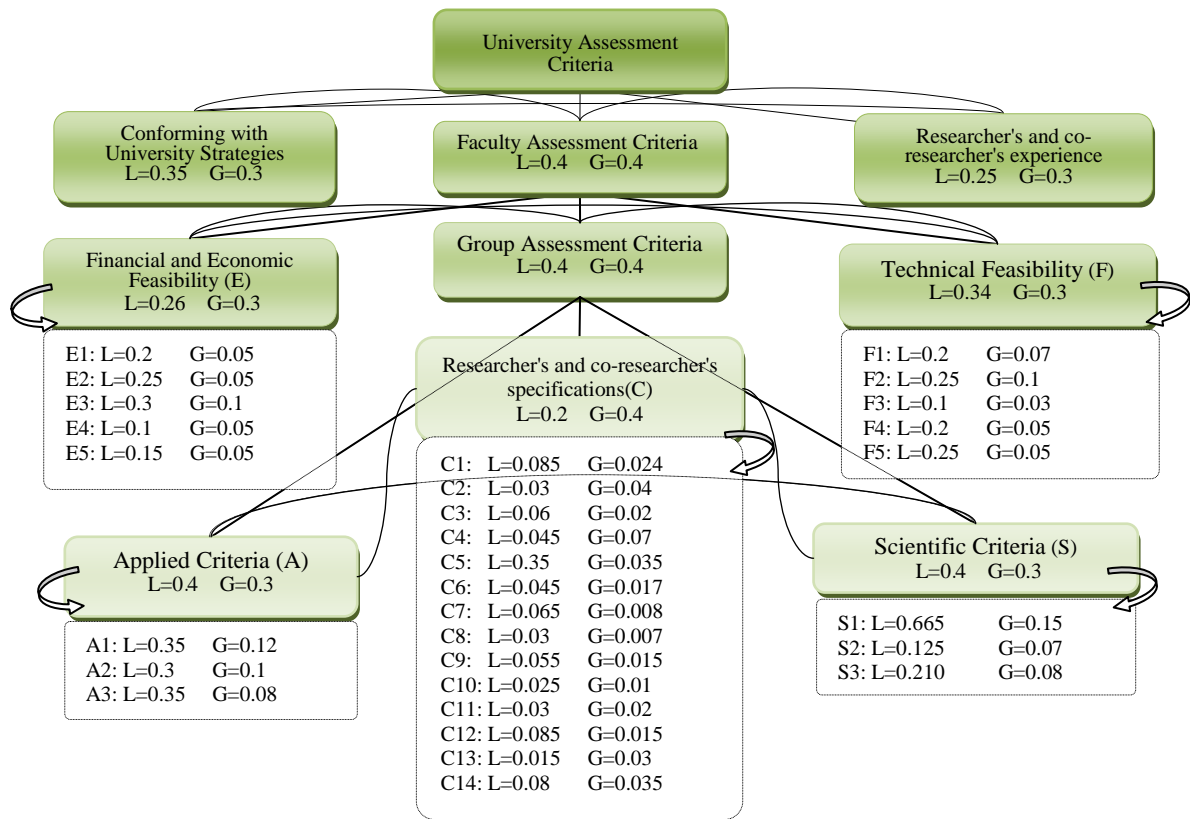 University Assessment
Criteria
Conforming with
University Strategies
L=0.35 G=0.3
Faculty Assessment Criteria
L=0.4 G=0.4
Researcher's and co-
researcher's experience
L=0.25 G=0.3
Financial and Economic
Feasibility (E)
L=0.26 G=0.3
Group Assessment Criteria
L=0.4 G=0.4
Technical Feasibility (F)
L=0.34 G=0.3
E1: L=0.2 G=0.05
E2: L=0.25 G=0.05
E3: L=0.3 G=0.1
E4: L=0.1 G=0.05
E5: L=0.15 G=0.05
Researcher's and co-researcher's
specifications(C)
L=0.2 G=0.4
F1: L=0.2 G=0.07
F2: L=0.25 G=0.1
F3: L=0.1 G=0.03
F4: L=0.2 G=0.05
F5: L=0.25 G=0.05
C1: L=0.085 G=0.024
C2: L=0.03 G=0.04
C3: L=0.06 G=0.02
C4: L=0.045 G=0.07
C5: L=0.35 G=0.035
C6: L=0.045 G=0.017
C7: L=0.065 G=0.008
C8: L=0.03 G=0.007
C9: L=0.055 G=0.015
C10: L=0.025 G=0.01
C11: L=0.03 G=0.02
C12: L=0.085 G=0.015
C13: L=0.015 G=0.03
C14: L=0.08 G=0.035
Applied Criteria (A)
L=0.4 G=0.3
A1: L=0.35 G=0.12
A2: L=0.3 G=0.1
A3: L=0.35 G=0.08
Scientific Criteria (S)
L=0.4 G=0.3
S1: L=0.665 G=0.15
S2: L=0.125 G=0.07
S3: L=0.210 G=0.08